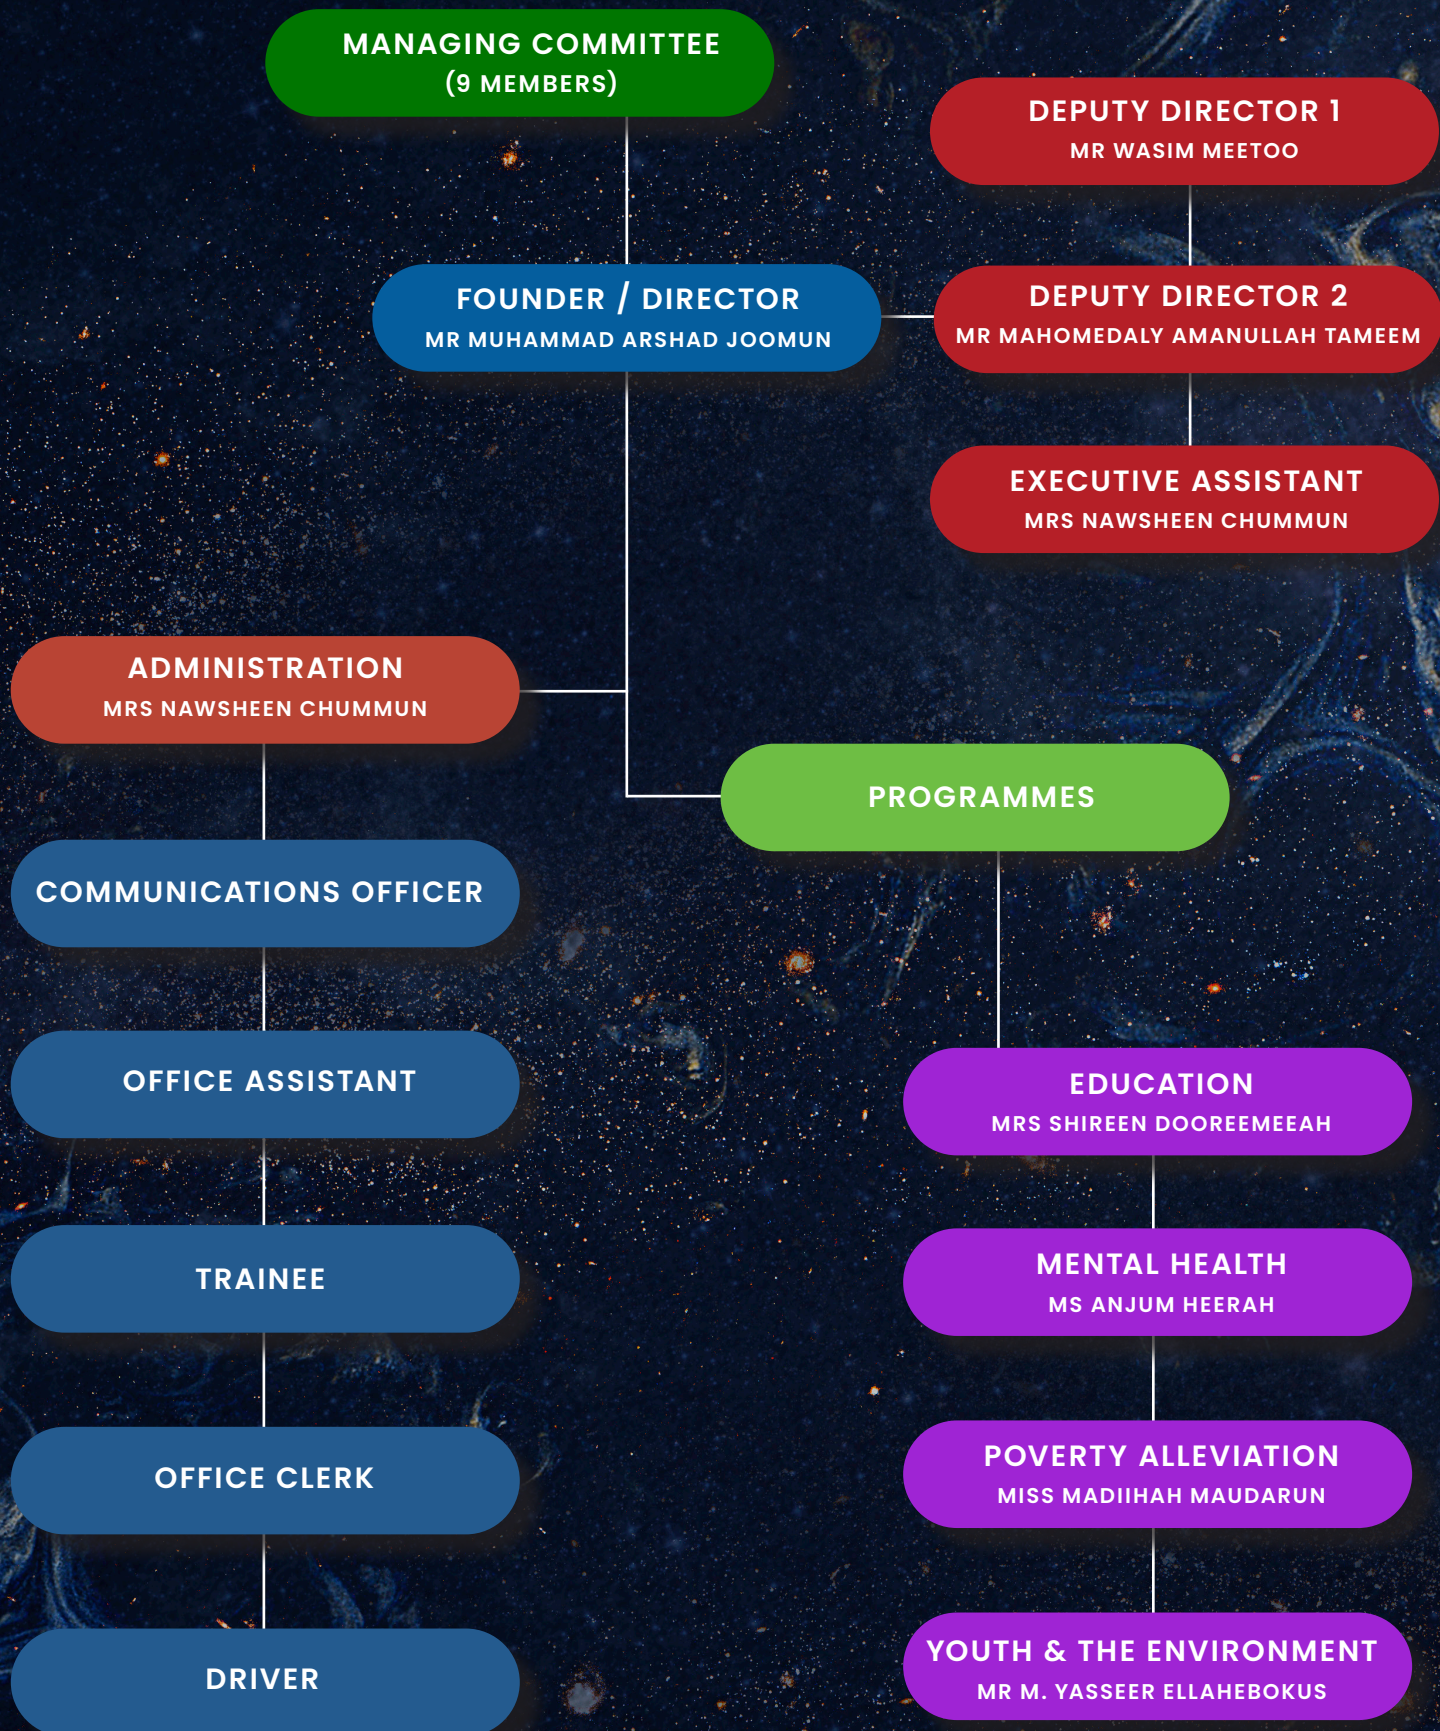 MANAGING COMMITTEE
(9 MEMBERS)
DEPUTY DIRECTOR 1
MR WASIM MEETOO
FOUNDER / DIRECTOR
MR MUHAMMAD ARSHAD JOOMUN
DEPUTY DIRECTOR 2
MR MAHOMEDALY AMANULLAH TAMEEM
EXECUTIVE ASSISTANT
MRS NAWSHEEN CHUMMUN
ADMINISTRATION
MRS NAWSHEEN CHUMMUN
PROGRAMMES
COMMUNICATIONS OFFICER
OFFICE ASSISTANT
TRAINEE
OFFICE CLERK
DRIVER
EDUCATION
MRS SHIREEN DOOREEMEEAH
MENTAL HEALTH
MS ANJUM HEERAH
POVERTY ALLEVIATION
MISS MADIIHAH MAUDARUN
YOUTH & THE ENVIRONMENT
MR M. YASSEER ELLAHEBOKUS